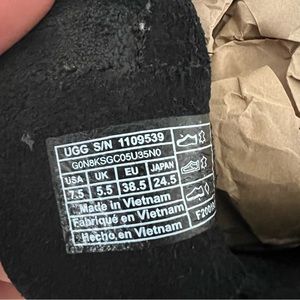 UGG S/N 1109539
G0N8KSGC05U35N0
USA UK EU JAPAN
7.5 5.5 38.5 24.5
Made in Vietnam
Fabriqué en Vietnam
Hecho en Vietnam